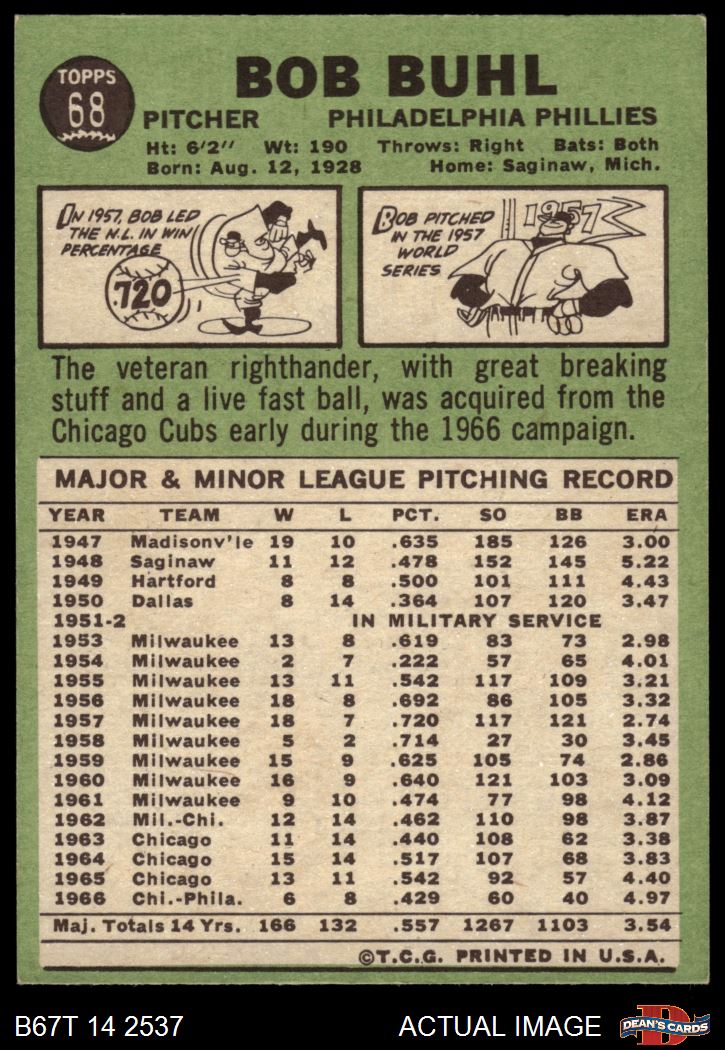 TOPPS
68
BOB BUHL
PITCHER PHILADELPHIA PHILLIES
Ht: 6'2" Wt: 190 Throws: Right Bats: Both
Born: Aug. 12, 1928 Home: Saginaw, Mich.
IN 1957, BOB LED
THE N.L. IN WIN
PERCENTAGE
.720
BOB PITCHED
IN THE 1957
WORLD
SERIES
1957
The veteran righthander, with great breaking
stuff and a live fast ball, was acquired from the
Chicago Cubs early during the 1966 campaign.
MAJOR & MINOR LEAGUE PITCHING RECORD
YEAR TEAM W L PCT. SO BB ERA
1947 Madisonv'le 19 10 .635 185 126 3.00
1948 Saginaw 11 12 .478 152 145 5.22
1949 Hartford 8 8 .500 101 111 4.43
1950 Dallas 8 14 .364 107 120 3.47
1951-2 IN MILITARY SERVICE
1953 Milwaukee 13 8 .619 83 73 2.98
1954 Milwaukee 2 7 .222 57 65 4.01
1955 Milwaukee 13 11 .542 117 109 3.21
1956 Milwaukee 18 8 .692 86 105 3.32
1957 Milwaukee 18 7 .720 117 121 2.74
1958 Milwaukee 5 2 .714 27 30 3.45
1959 Milwaukee 15 9 .625 105 74 2.86
1960 Milwaukee 16 9 .640 121 103 3.09
1961 Milwaukee 9 10 .474 77 98 4.12
1962 Mil.-Chi. 12 14 .462 110 98 3.87
1963 Chicago 11 14 .440 108 62 3.38
1964 Chicago 15 14 .517 107 68 3.83
1965 Chicago 13 11 .542 92 57 4.40
1966 Chi.-Phila. 6 8 .429 60 40 4.97
Maj. Totals 14 Yrs. 166 132 .557 1267 1103 3.54
©T.C.G. PRINTED IN U.S.A.
B67T 14 2537 ACTUAL IMAGE
D
DEAN'S CARDS